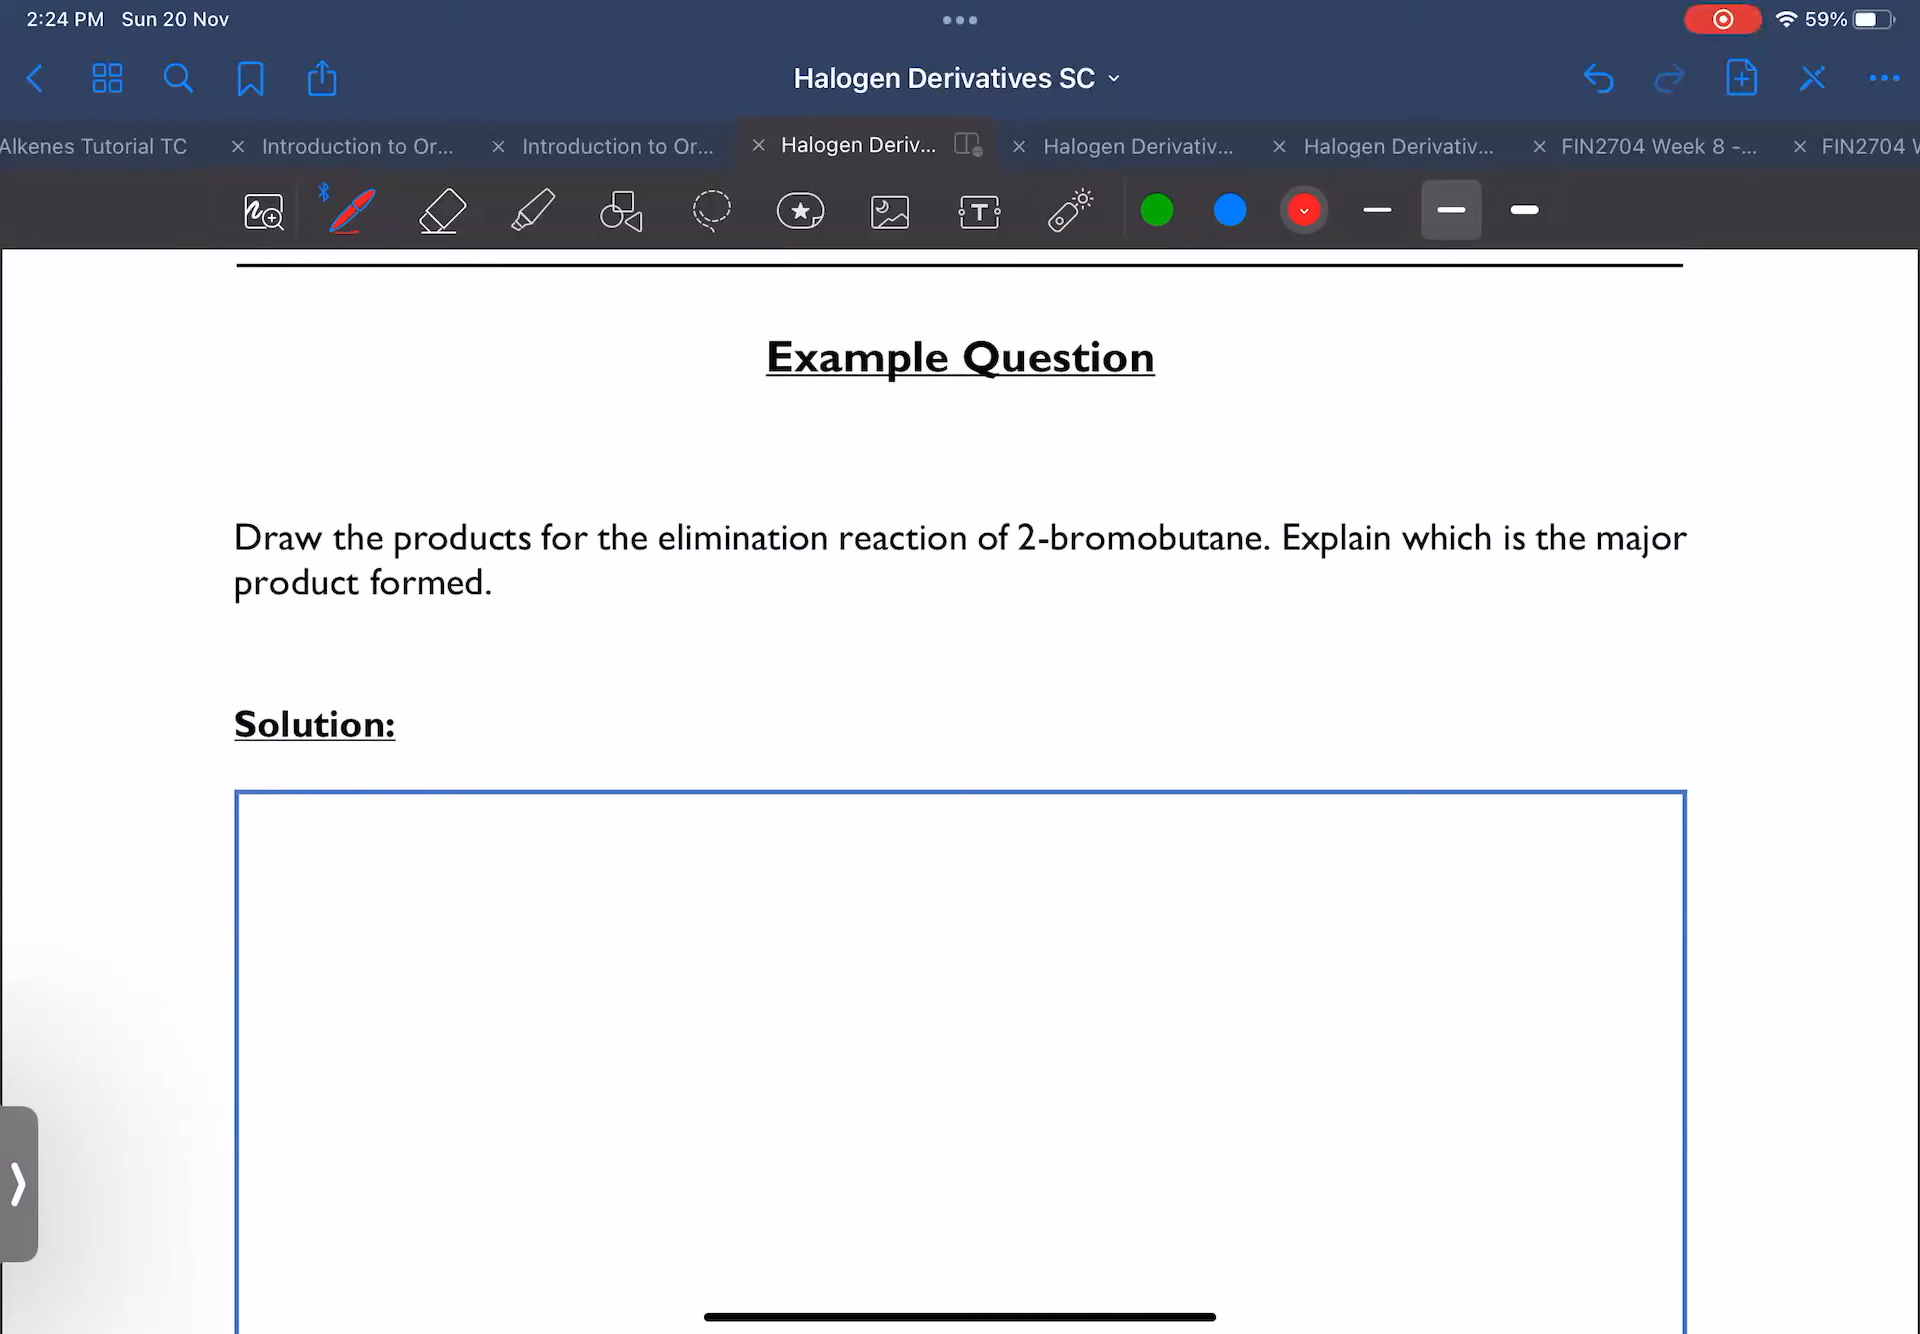 2:24 PM Sun 20 Nov
59%
Halogen Derivatives SC
Alkenes Tutorial TC
Introduction to Or...
Introduction to Or...
Halogen Deriv...
Halogen Derivativ...
Halogen Derivativ...
FIN2704 Week 8 -...
FIN2704
T
Example Question
Draw the products for the elimination reaction of 2-bromobutane. Explain which is the major
product formed.
Solution: